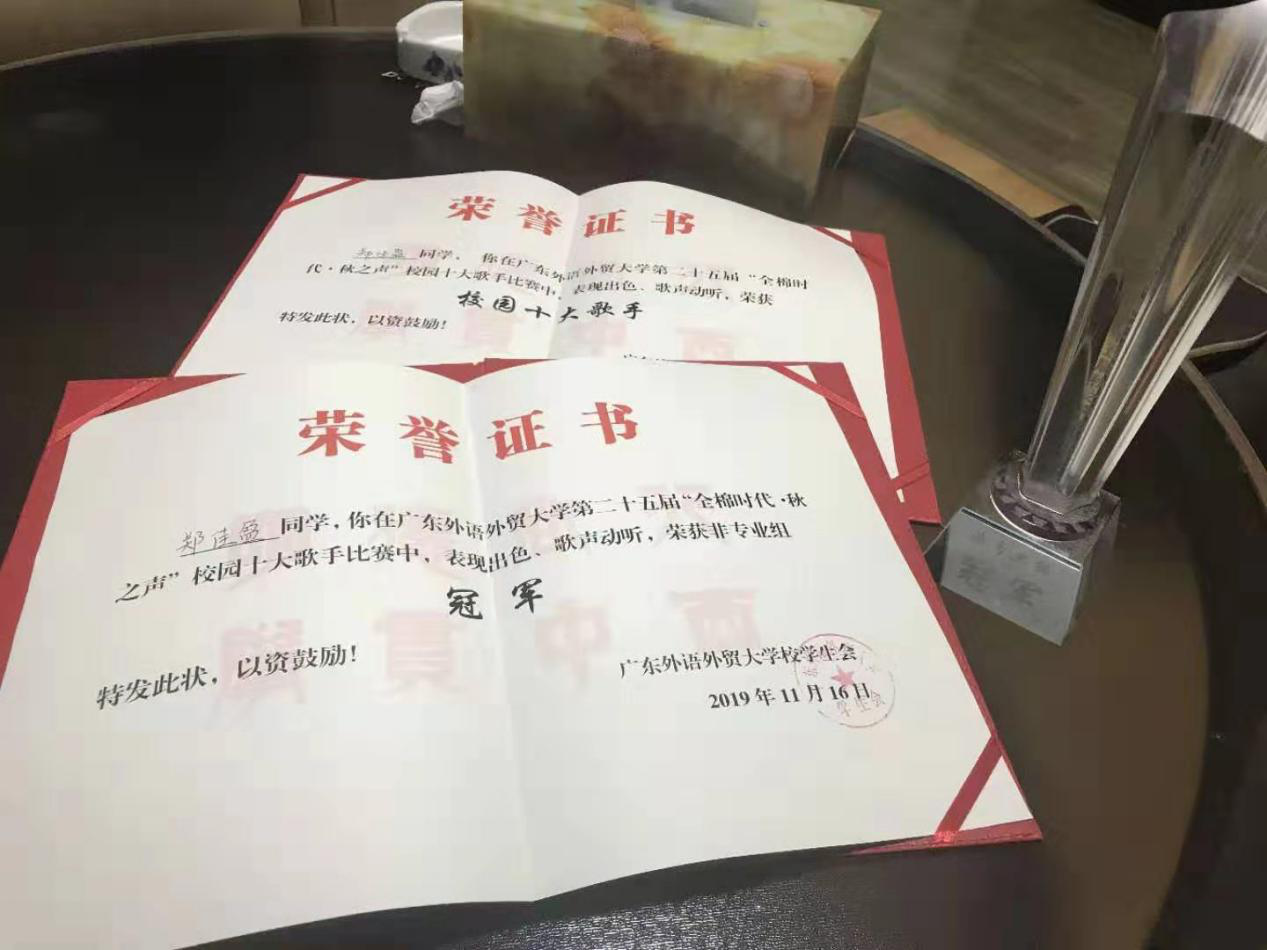 荣誉证书
郑佳盈 同学，你在广东外语外贸大学第二十五届“全棉时
代·秋之声”校园十大歌手比赛中，表现出色、歌声动听，荣获
校园十大歌手
特发此状，以资鼓励！
荣誉证书
郑佳盈 同学，你在广东外语外贸大学第二十五届“全棉时代·秋
之声”校园十大歌手比赛中，表现出色、歌声动听，荣获非专业组
冠军
特发此状，以资鼓励！
广东外语外贸大学校学生会
2019年11月16日
学生会
冠军